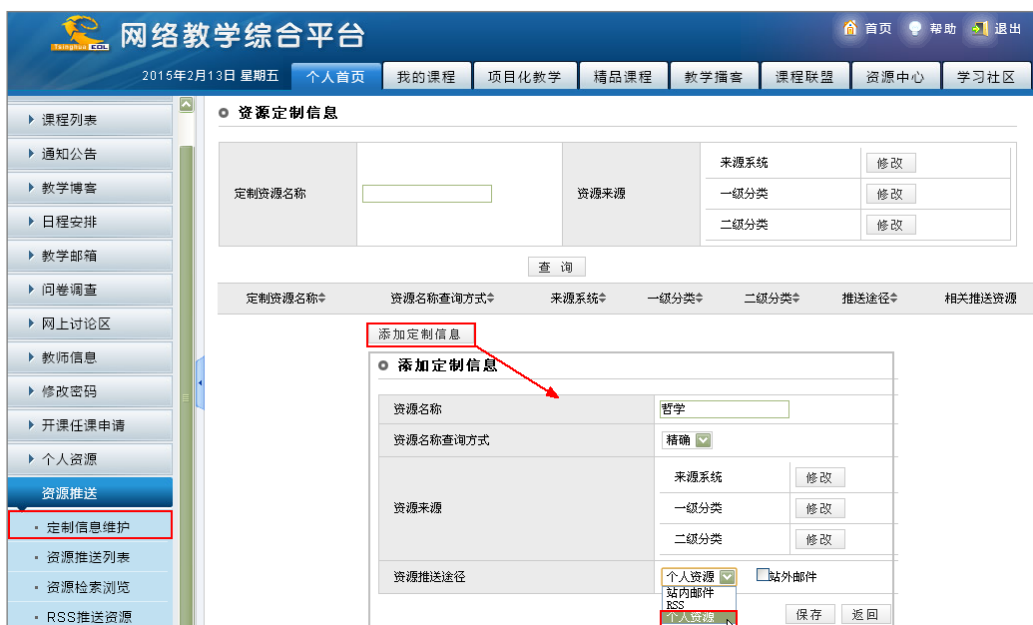 Tsinghua EOL 网络教学综合平台 首页 帮助 退出
2015年2月13日 星期五 个人首页 我的课程 项目化教学 精品课程 教学播客 课程联盟 资源中心 学习社区
课程列表
通知公告
教学博客
日程安排
教学邮箱
问卷调查
网上讨论区
教师信息
修改密码
开课任课申请
个人资源
资源推送
定制信息维护
资源推送列表
资源检索浏览
RSS推送资源
资源定制信息
定制资源名称 资源来源
来源系统 修改
一级分类 修改
二级分类 修改
查 询
定制资源名称 资源名称查询方式 来源系统 一级分类 二级分类 推送途径 相关推送资源
添加定制信息
添加定制信息
资源名称 哲学
资源名称查询方式 精确
资源来源
来源系统 修改
一级分类 修改
二级分类 修改
资源推送途径 个人资源 站外邮件
站内邮件
RSS
个人资源
保存 返回